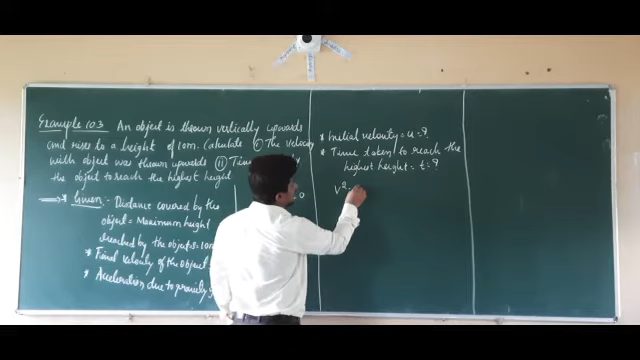 Example 10.3 An object is thrown vertically upwards
and rises to a height of 10m. Calculate (i) The velocity
with object was thrown upwards (ii) Time
the object to reach the highest height
Given :- Distance covered by the
object = Maximum height
reached by the object = s = 10m
* Final velocity of the object
* Acceleration due to gravity g
= 0
* Initial velocity = u = ?
* Time taken to reach the
highest height = t = ?
v²